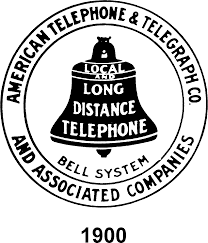 AMERICAN TELEPHONE & TELEGRAPH CO.
AND ASSOCIATED COMPANIES
LOCAL
AND
LONG
DISTANCE
TELEPHONE
BELL SYSTEM
1900